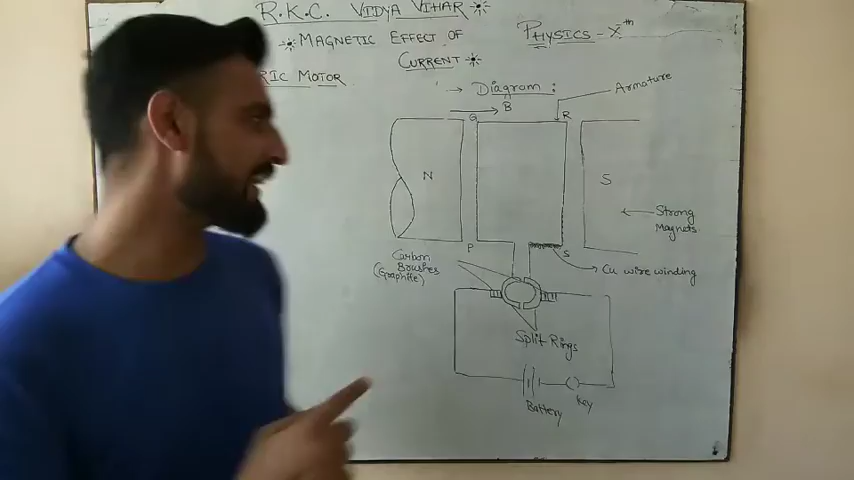 R.K.C. VIDYA VIHAR
MAGNETIC EFFECT OF
CURRENT
PHYSICS - Xth
RIC MOTOR
→ Diagram :
Armature
B
Q
R
N
S
Strong
Magnets
P
S
Carbon
Brushes
(Graphite)
Cu wire winding
Split Rings
Battery
Key